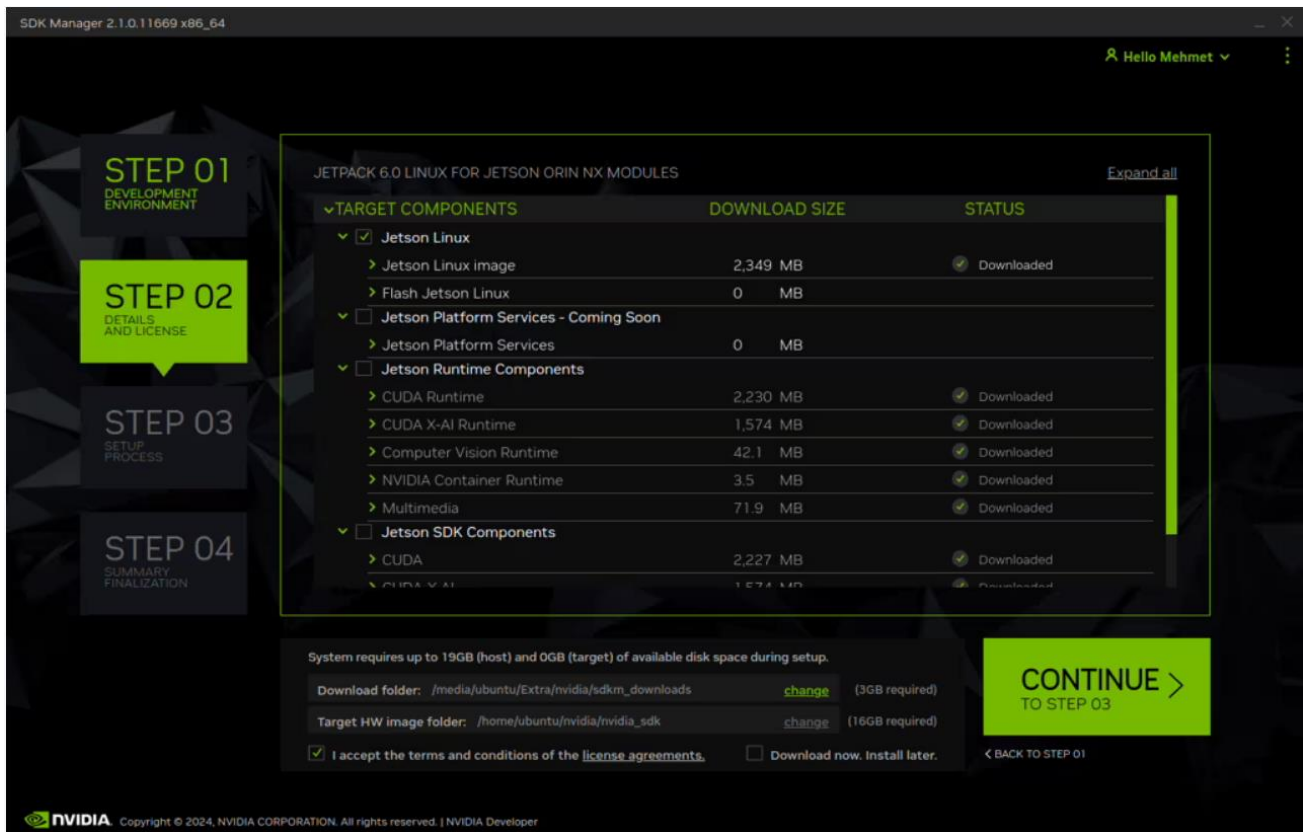 SDK Manager 2.1.0.11669 x86_64
Hello Mehmet
STEP 01
DEVELOPMENT
ENVIRONMENT
STEP 02
DETAILS
AND LICENSE
STEP 03
SETUP
PROCESS
STEP 04
SUMMARY
FINALIZATION
JETPACK 6.0 LINUX FOR JETSON ORIN NX MODULES Expand all
TARGET COMPONENTS DOWNLOAD SIZE STATUS
Jetson Linux
Jetson Linux image 2,349 MB Downloaded
Flash Jetson Linux 0 MB
Jetson Platform Services - Coming Soon
Jetson Platform Services 0 MB
Jetson Runtime Components
CUDA Runtime 2,230 MB Downloaded
CUDA X-AI Runtime 1,574 MB Downloaded
Computer Vision Runtime 42.1 MB Downloaded
NVIDIA Container Runtime 3.5 MB Downloaded
Multimedia 71.9 MB Downloaded
Jetson SDK Components
CUDA 2,227 MB Downloaded
CUDA X-AI 1,574 MB Downloaded
System requires up to 19GB (host) and 0GB (target) of available disk space during setup.
Download folder: /media/ubuntu/Extra/nvidia/sdkm_downloads change (3GB required)
Target HW image folder: /home/ubuntu/nvidia/nvidia_sdk change (16GB required)
I accept the terms and conditions of the license agreements. Download now. Install later.
CONTINUE
TO STEP 03
BACK TO STEP 01
NVIDIA. Copyright © 2024, NVIDIA CORPORATION. All rights reserved. | NVIDIA Developer